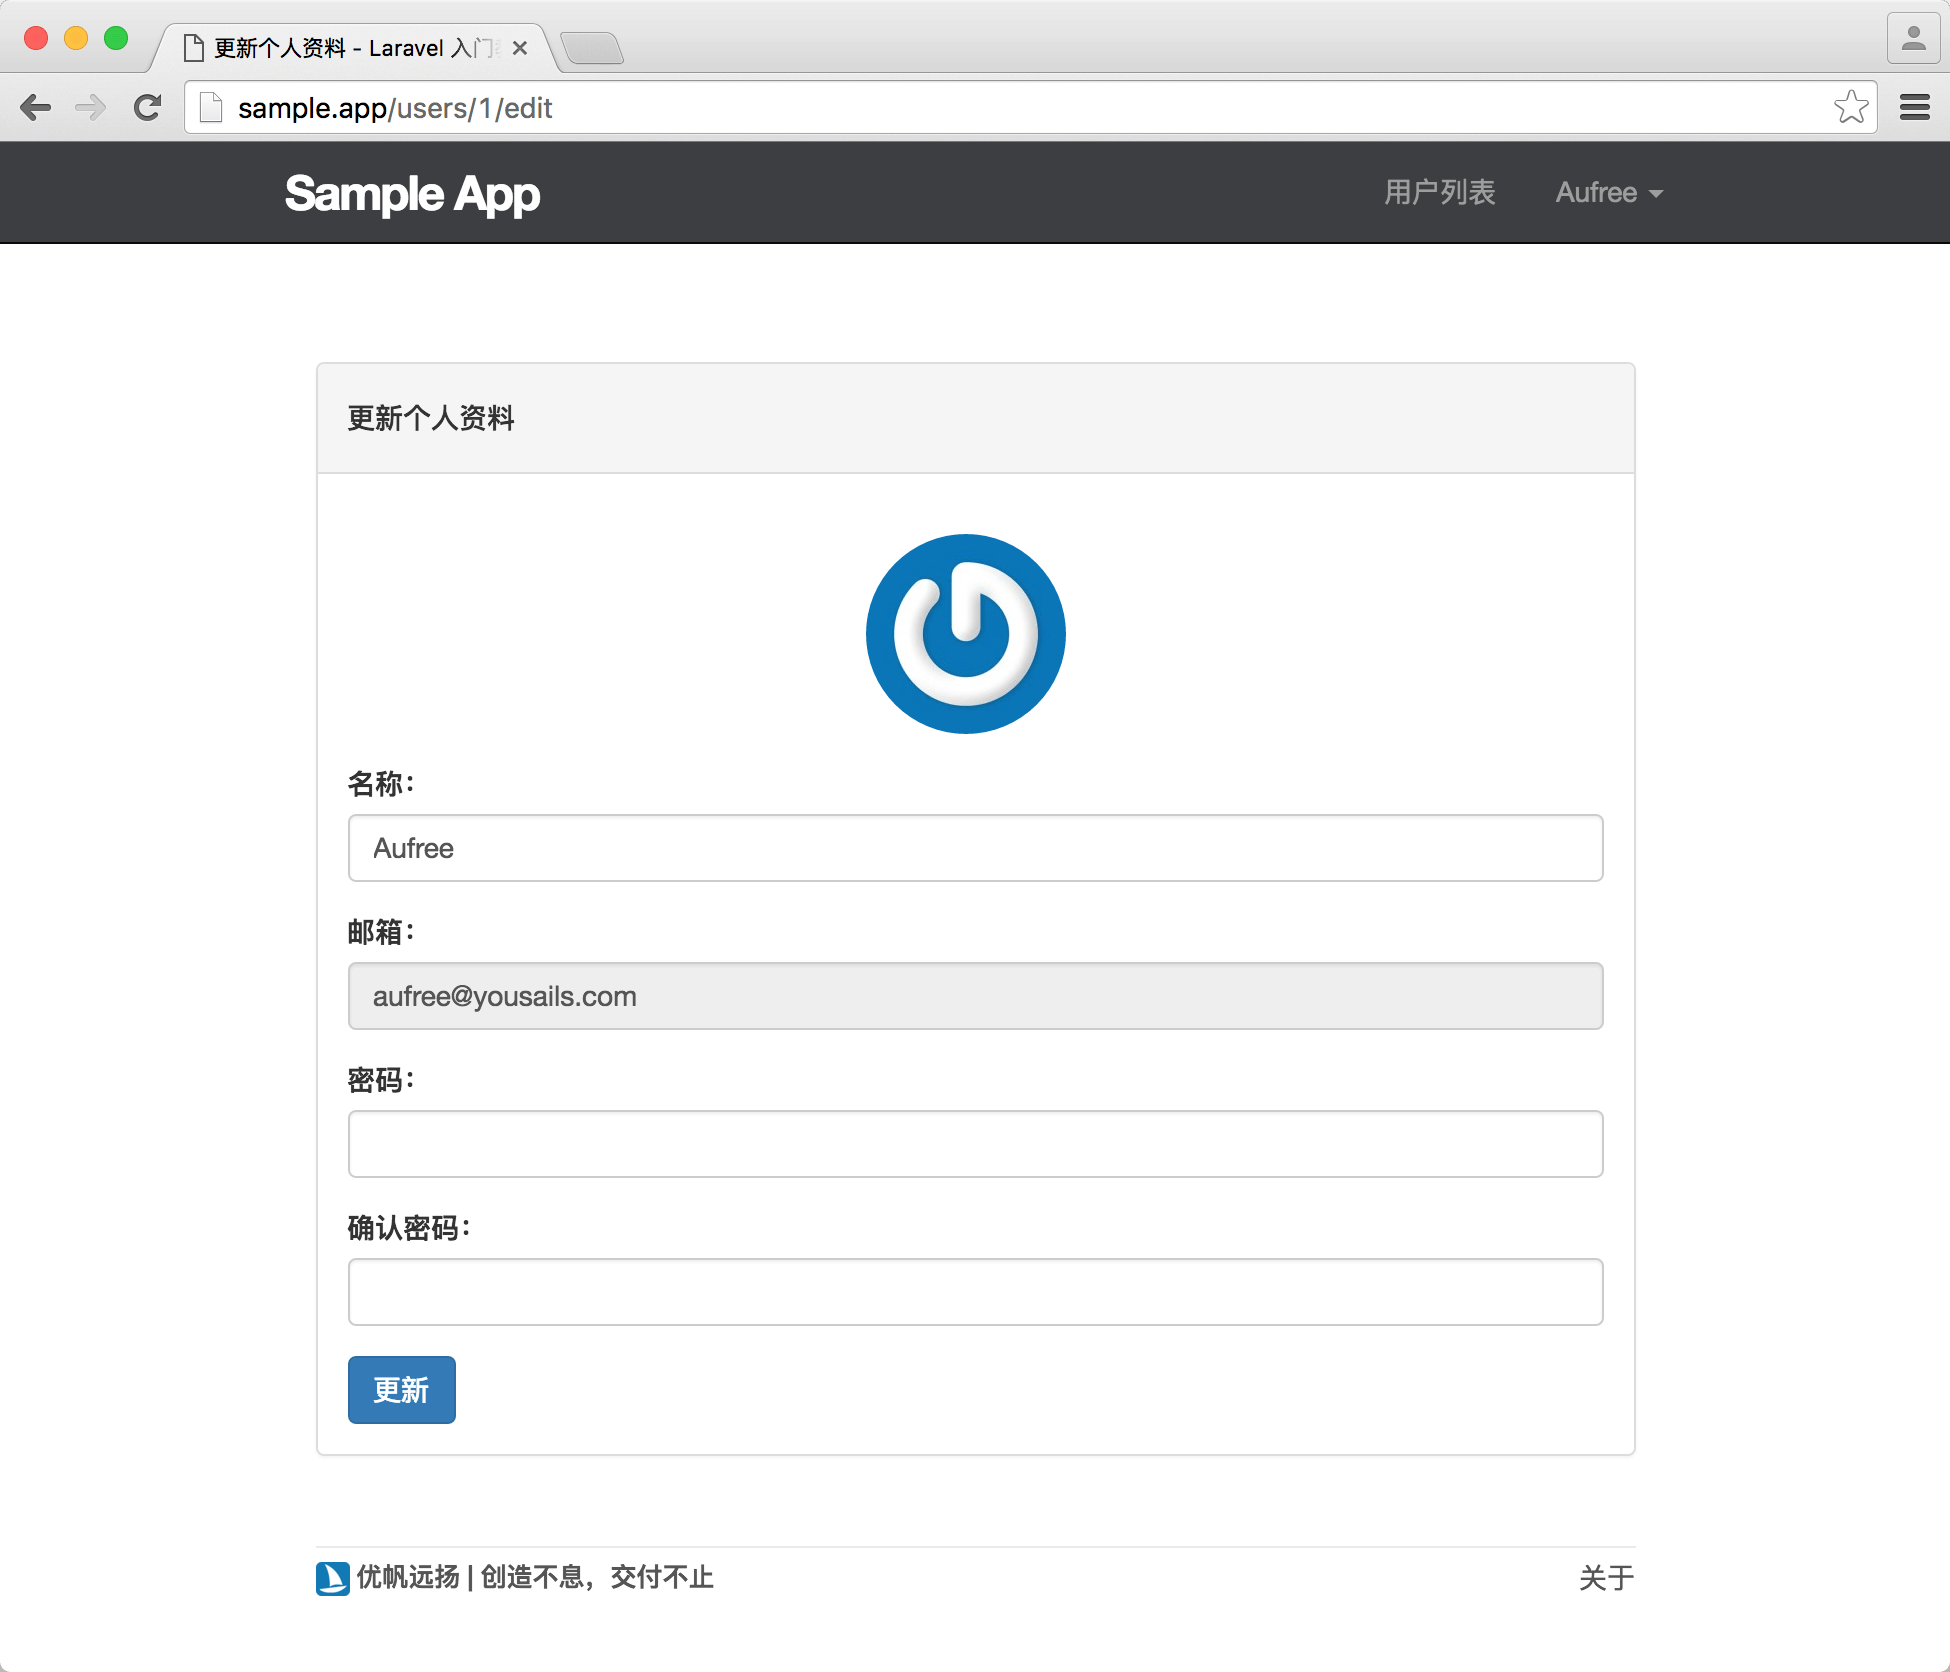 更新个人资料 - Laravel 入门
sample.app/users/1/edit
Sample App
用户列表
Aufree
更新个人资料
名称：
Aufree
邮箱：
aufree@yousails.com
密码：
确认密码：
更新
优帆远扬 | 创造不息，交付不止
关于